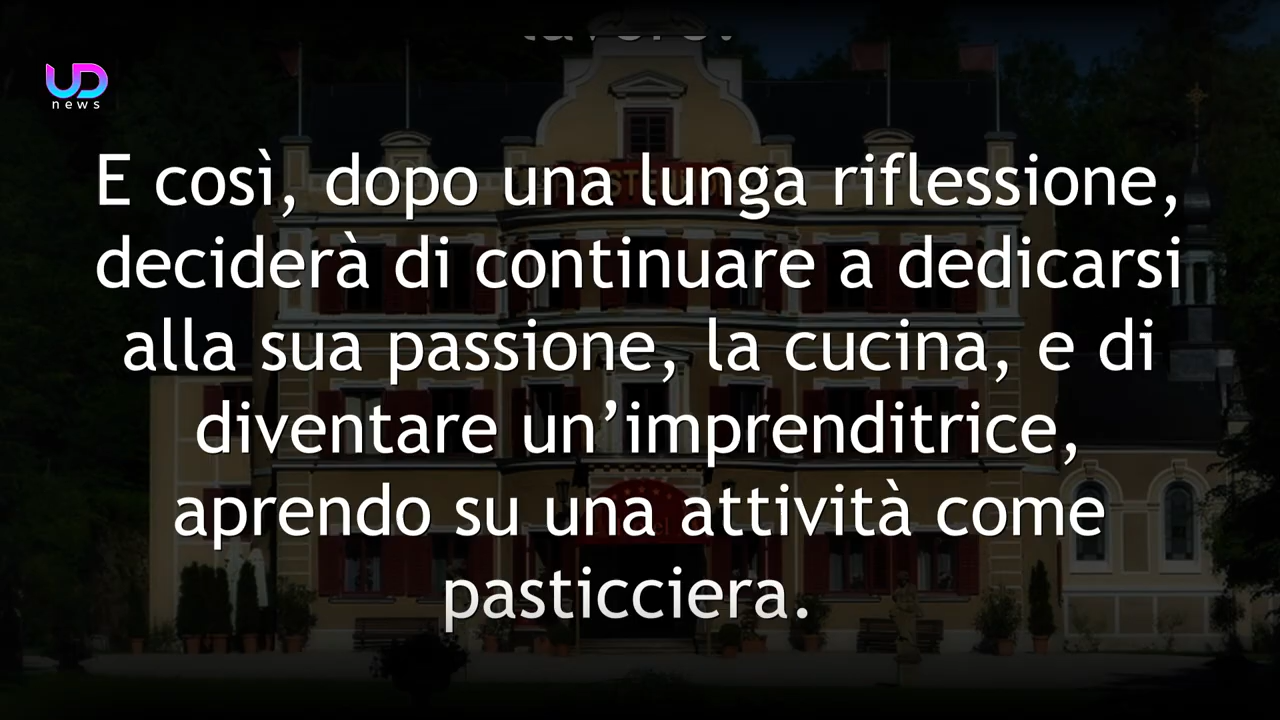 UD
news
E così, dopo una lunga riflessione,
deciderà di continuare a dedicarsi
alla sua passione, la cucina, e di
diventare un’imprenditrice,
aprendo su una attività come
pasticciera.